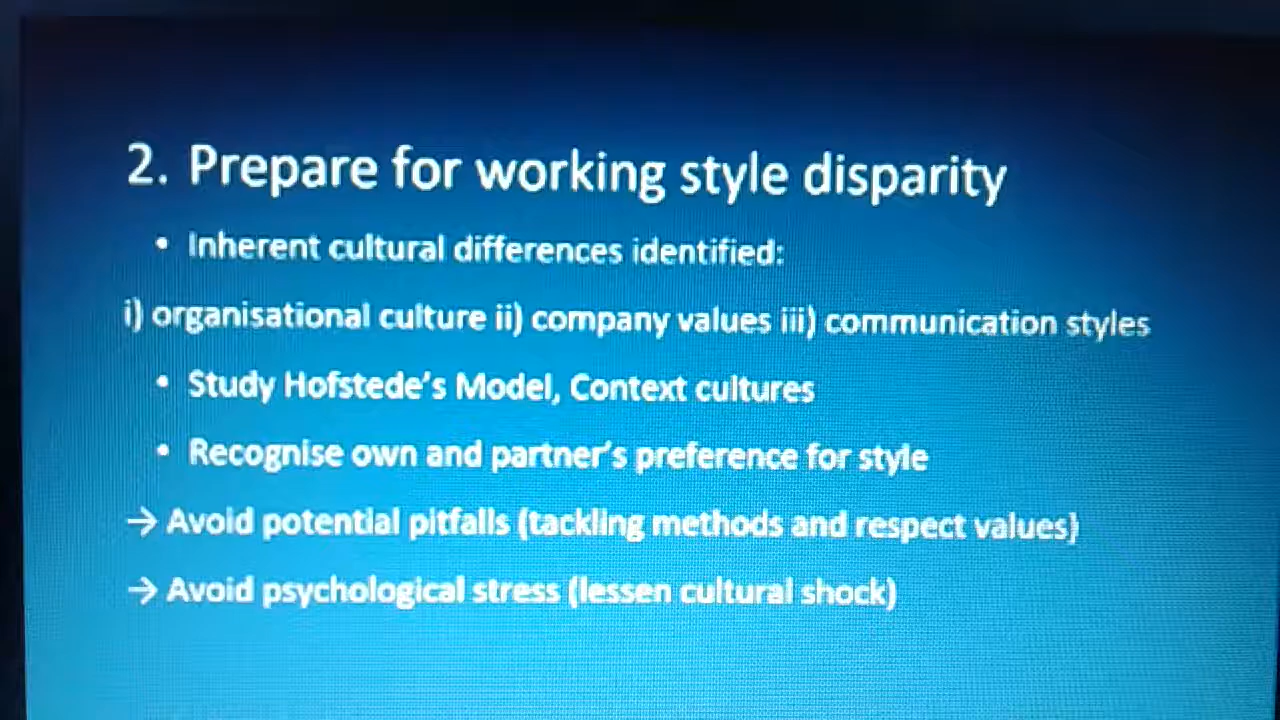 2. Prepare for working style disparity
• Inherent cultural differences identified:
i) organisational culture ii) company values iii) communication styles
• Study Hofstede's Model, Context cultures
• Recognise own and partner's preference for style
→ Avoid potential pitfalls (tackling methods and respect values)
→ Avoid psychological stress (lessen cultural shock)